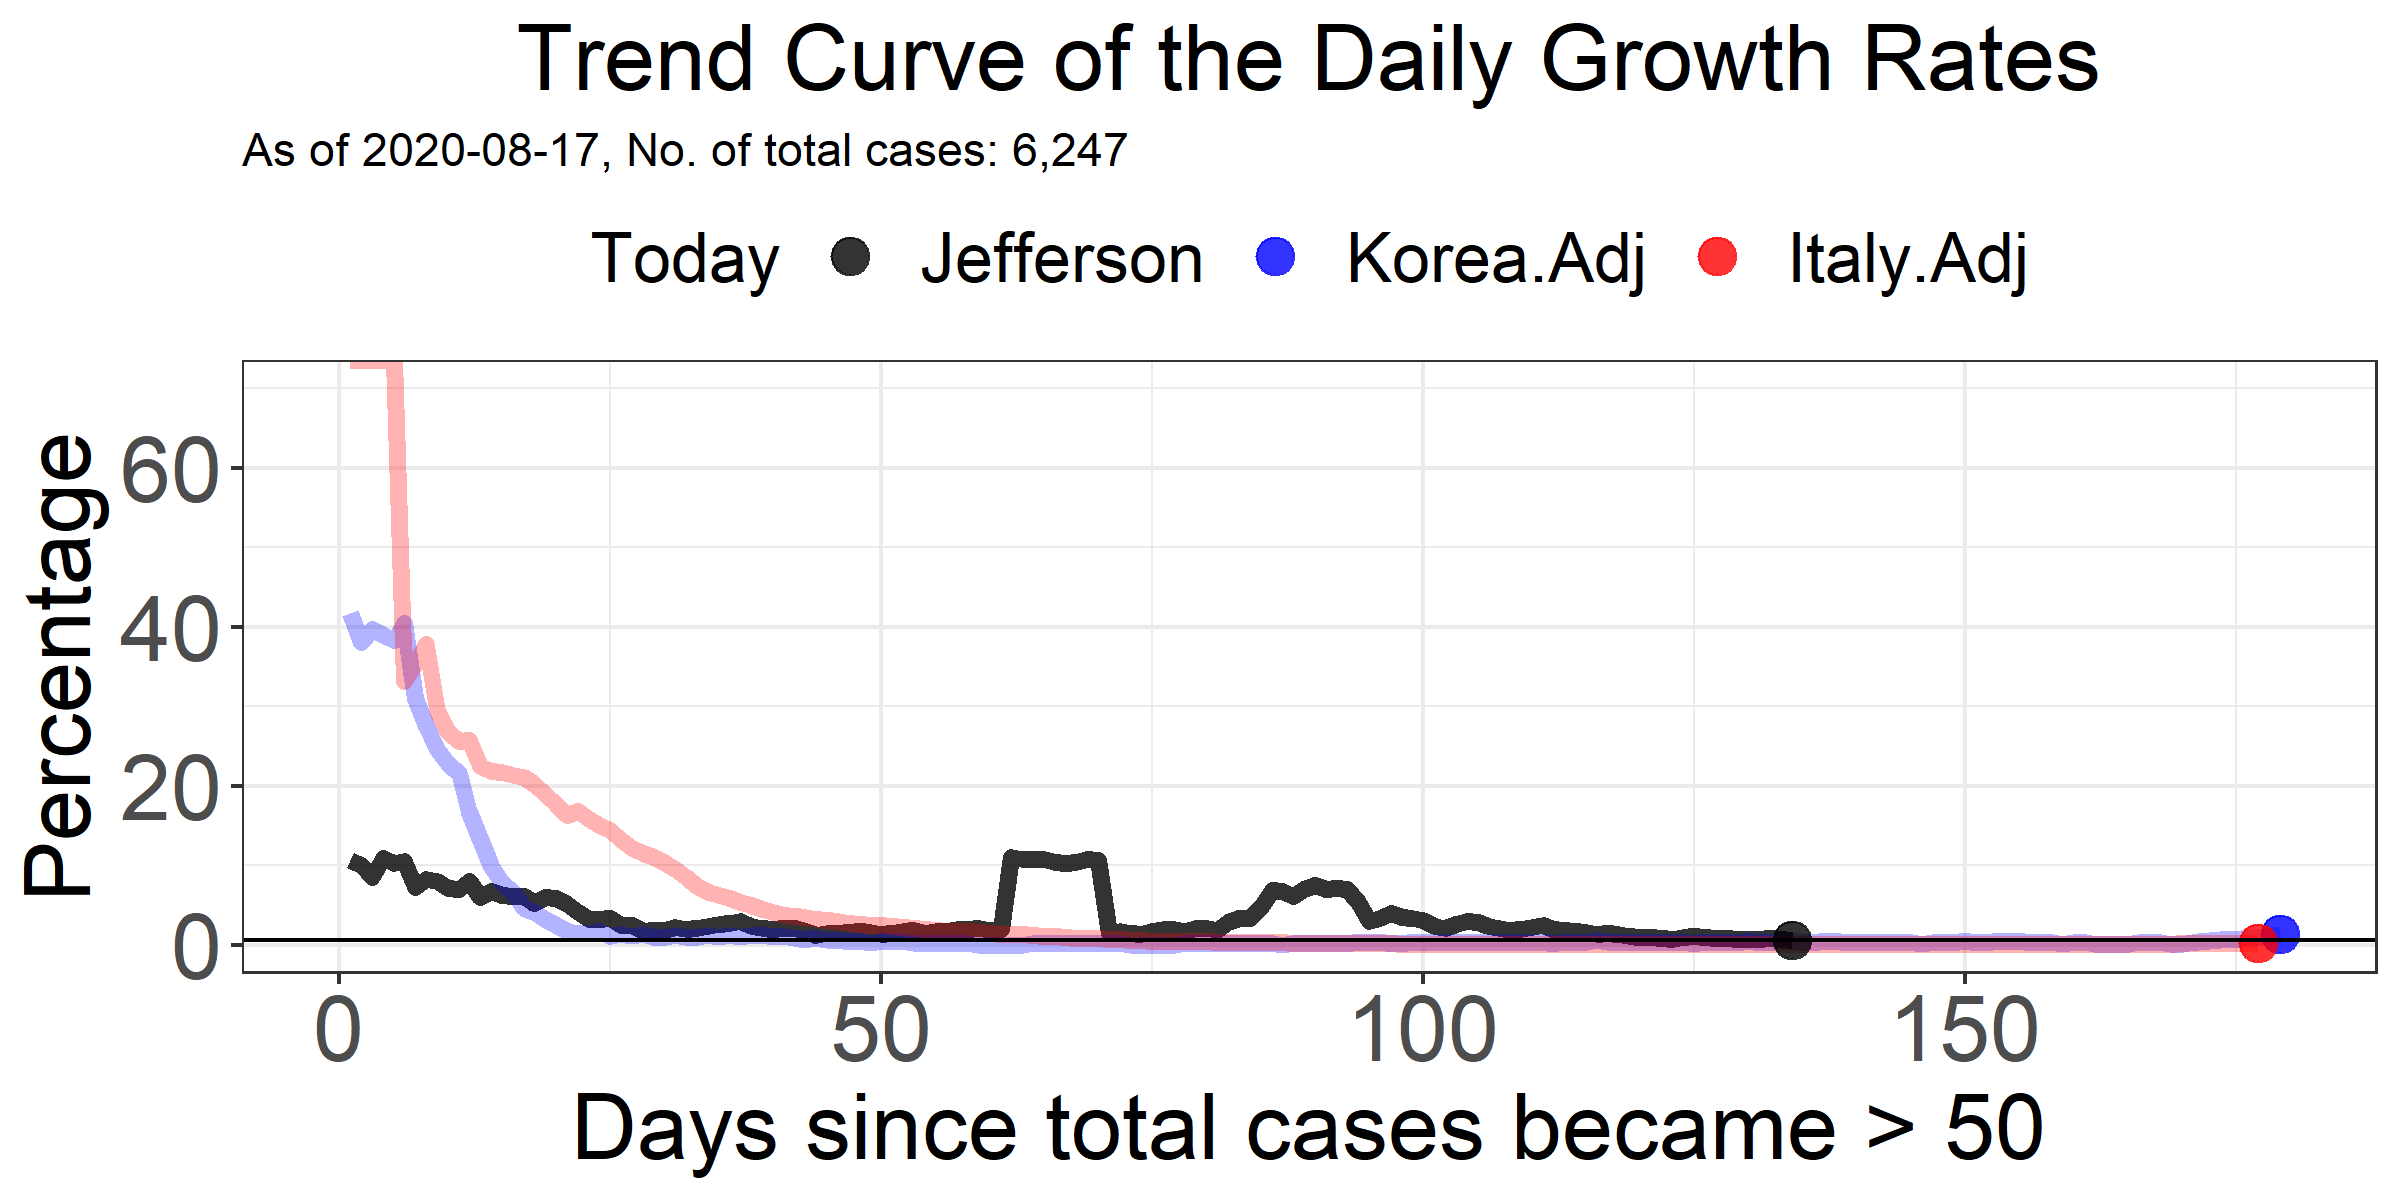 Trend Curve of the Daily Growth Rates
As of 2020-08-17, No. of total cases: 6,247
Today Jefferson Korea.Adj Italy.Adj
Percentage
60
40
20
0
0 50 100 150
Days since total cases became > 50